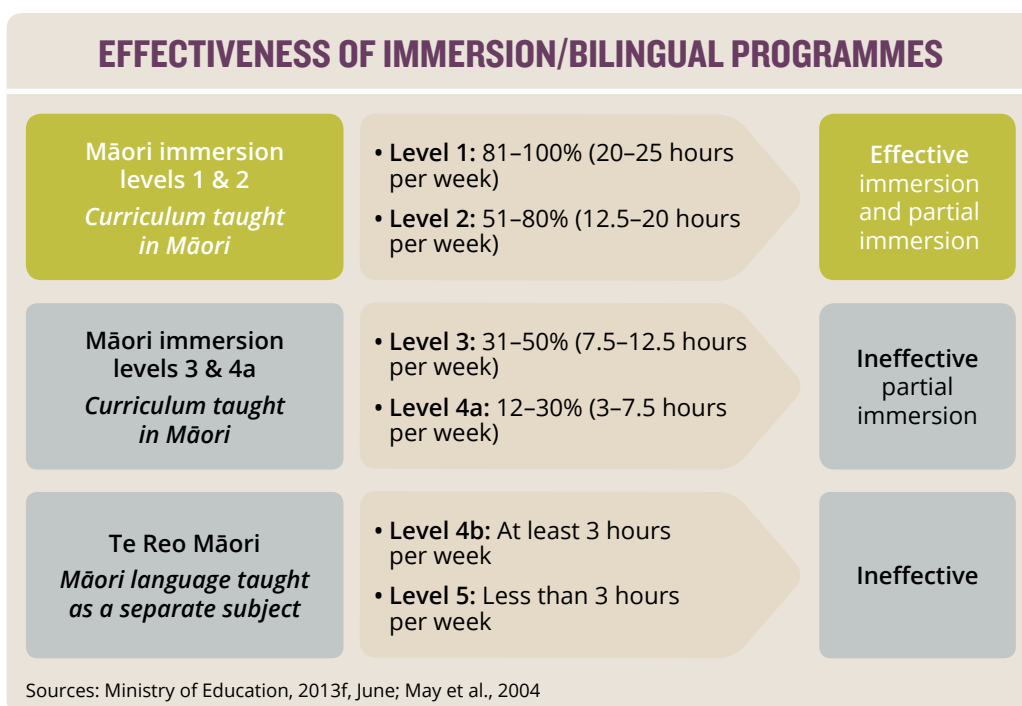 EFFECTIVENESS OF IMMERSION/BILINGUAL PROGRAMMES
Māori immersion
levels 1 & 2
Curriculum taught
in Māori
• Level 1: 81–100% (20–25 hours
per week)
• Level 2: 51–80% (12.5–20 hours
per week)
Effective
immersion
and partial
immersion
Māori immersion
levels 3 & 4a
Curriculum taught
in Māori
• Level 3: 31–50% (7.5–12.5 hours
per week)
• Level 4a: 12–30% (3–7.5 hours
per week)
Ineffective
partial
immersion
Te Reo Māori
Māori language taught
as a separate subject
• Level 4b: At least 3 hours
per week
• Level 5: Less than 3 hours
per week
Ineffective
Sources: Ministry of Education, 2013f, June; May et al., 2004